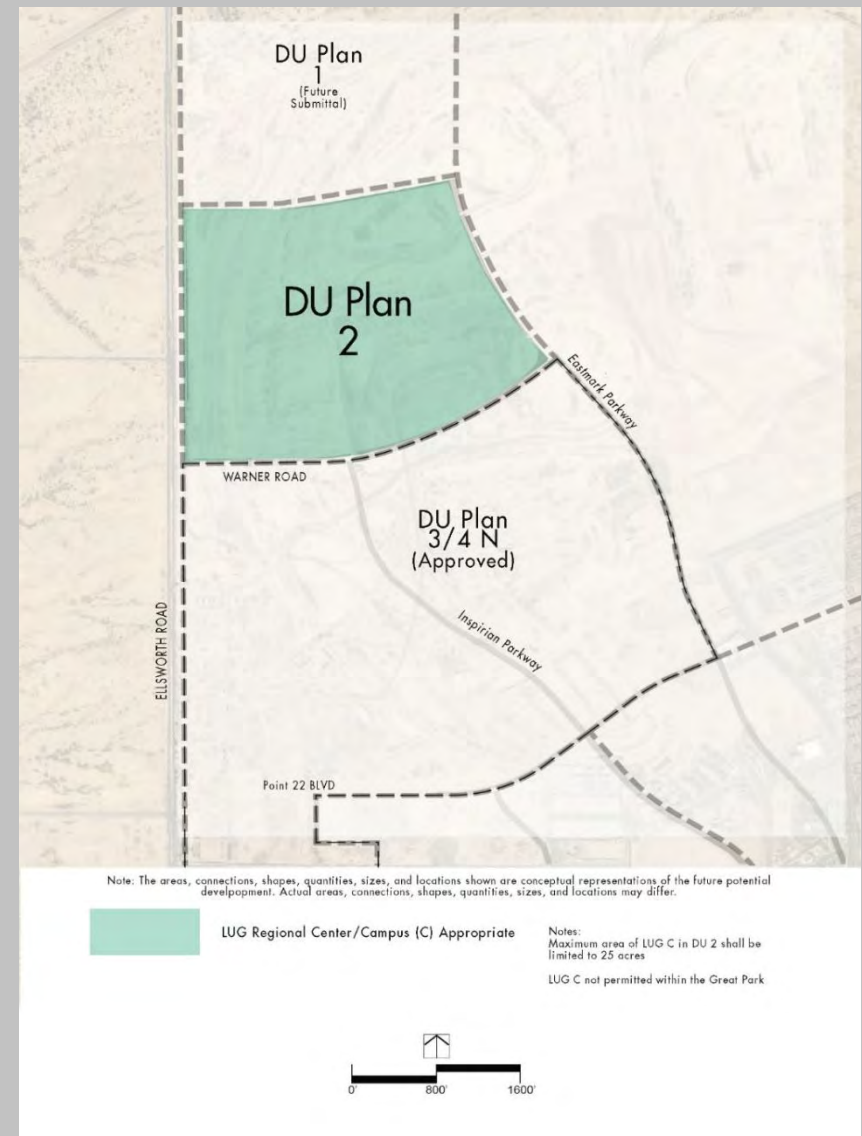 DU Plan
1
(Future
Submittal)
DU Plan
2
Eastmark Parkway
WARNER ROAD
DU Plan
3/4 N
(Approved)
Inspirian Parkway
ELLSWORTH ROAD
Point 22 BLVD
Note: The areas, connections, shapes, quantities, sizes, and locations shown are conceptual representations of the future potential
develpopment. Actual areas, connections, shapes, quantities, sizes, and locations may differ.
LUG Regional Center/Campus (C) Appropriate
Notes:
Maximum area of LUG C in DU 2 shall be
limited to 25 acres
LUG C not permitted within the Great Park
0' 800' 1600'